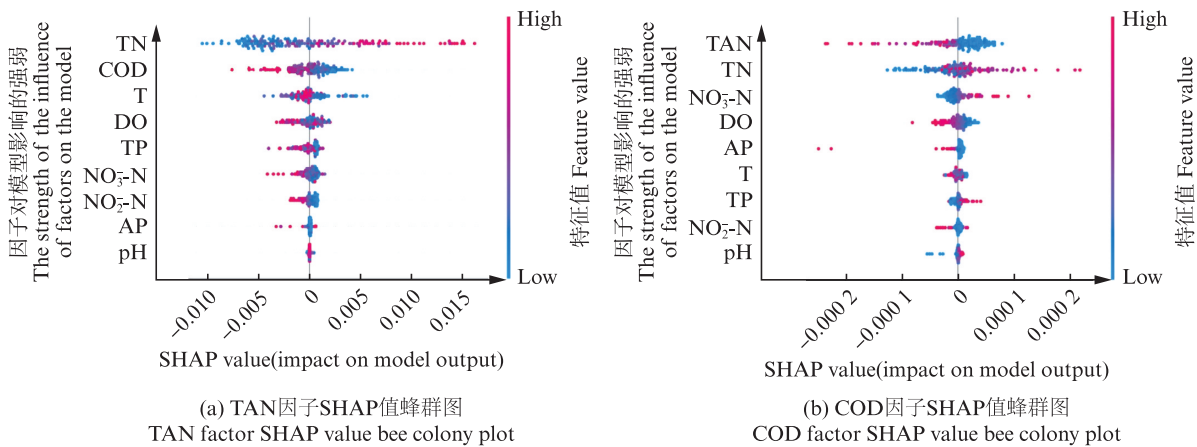 因子对模型影响的强弱
The strength of the influence
of factors on the model
TN
COD
T
DO
TP
NO₃⁻-N
NO₂⁻-N
AP
pH
−0.010
−0.005
0
0.005
0.010
0.015
SHAP value(impact on model output)
High
Low
特征值 Feature value
(a) TAN因子SHAP值蜂群图
TAN factor SHAP value bee colony plot
因子对模型影响的强弱
The strength of the influence
of factors on the model
TAN
TN
NO₃⁻-N
DO
AP
T
TP
NO₂⁻-N
pH
−0.000 2
−0.000 1
0
0.000 1
0.000 2
SHAP value(impact on model output)
High
Low
特征值 Feature value
(b) COD因子SHAP值蜂群图
COD factor SHAP value bee colony plot